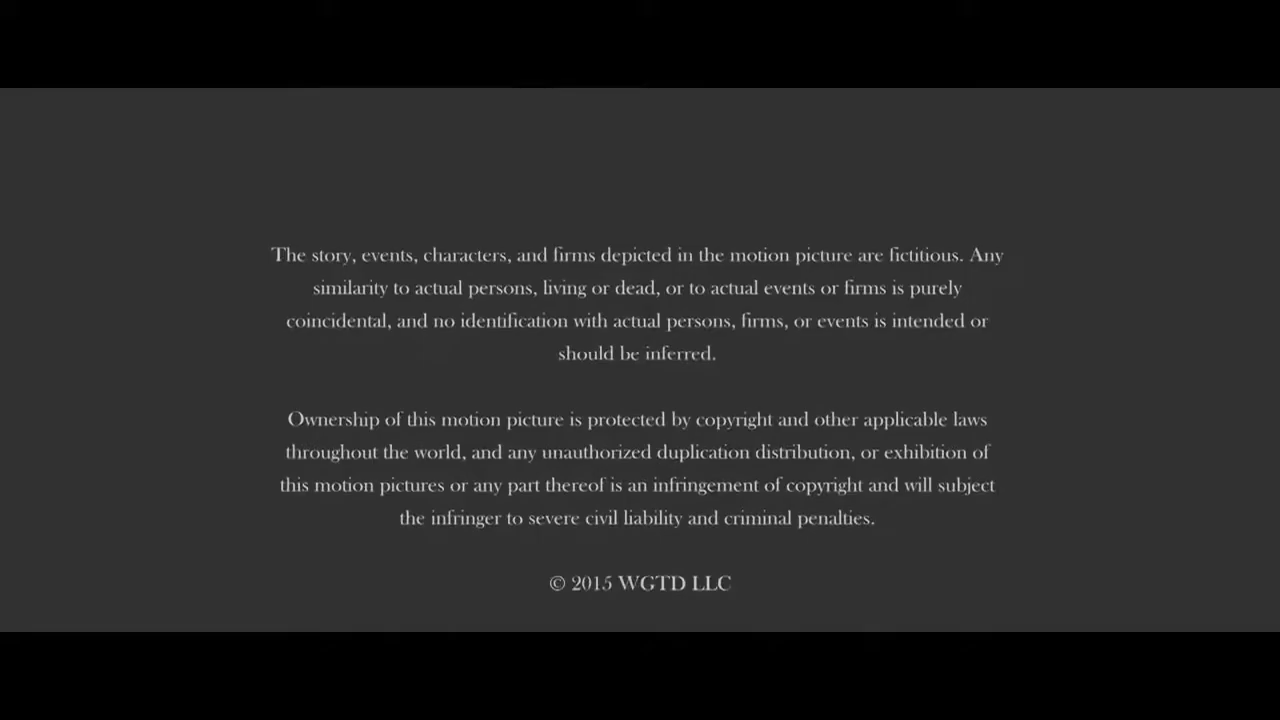 The story, events, characters, and firms depicted in the motion picture are fictitious. Any
similarity to actual persons, living or dead, or to actual events or firms is purely
coincidental, and no identification with actual persons, firms, or events is intended or
should be inferred.
Ownership of this motion picture is protected by copyright and other applicable laws
throughout the world, and any unauthorized duplication distribution, or exhibition of
this motion pictures or any part thereof is an infringement of copyright and will subject
the infringer to severe civil liability and criminal penalties.
© 2015 WGTD LLC